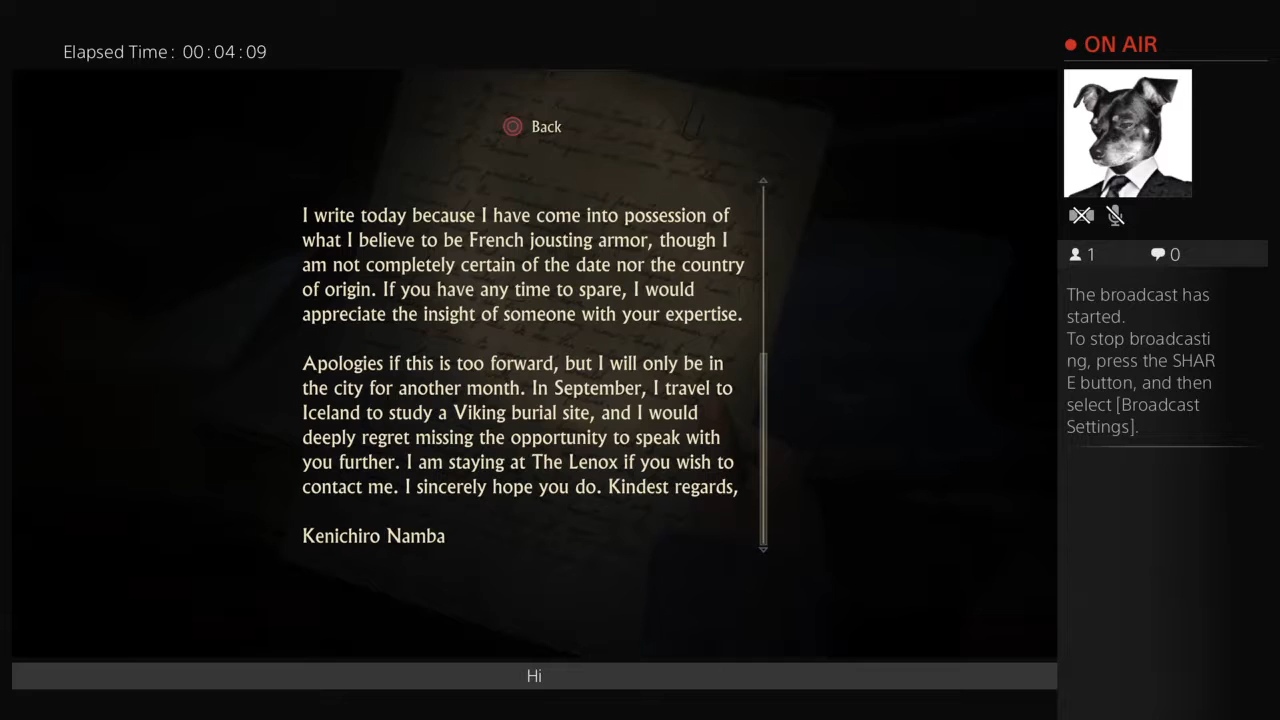 Elapsed Time: 00:04:09
ON AIR
Back
I write today because I have come into possession of
what I believe to be French jousting armor, though I
am not completely certain of the date nor the country
of origin. If you have any time to spare, I would
appreciate the insight of someone with your expertise.
Apologies if this is too forward, but I will only be in
the city for another month. In September, I travel to
Iceland to study a Viking burial site, and I would
deeply regret missing the opportunity to speak with
you further. I am staying at The Lenox if you wish to
contact me. I sincerely hope you do. Kindest regards,
Kenichiro Namba
1
0
The broadcast has
started.
To stop broadcasti
ng, press the SHAR
E button, and then
select [Broadcast
Settings].
Hi